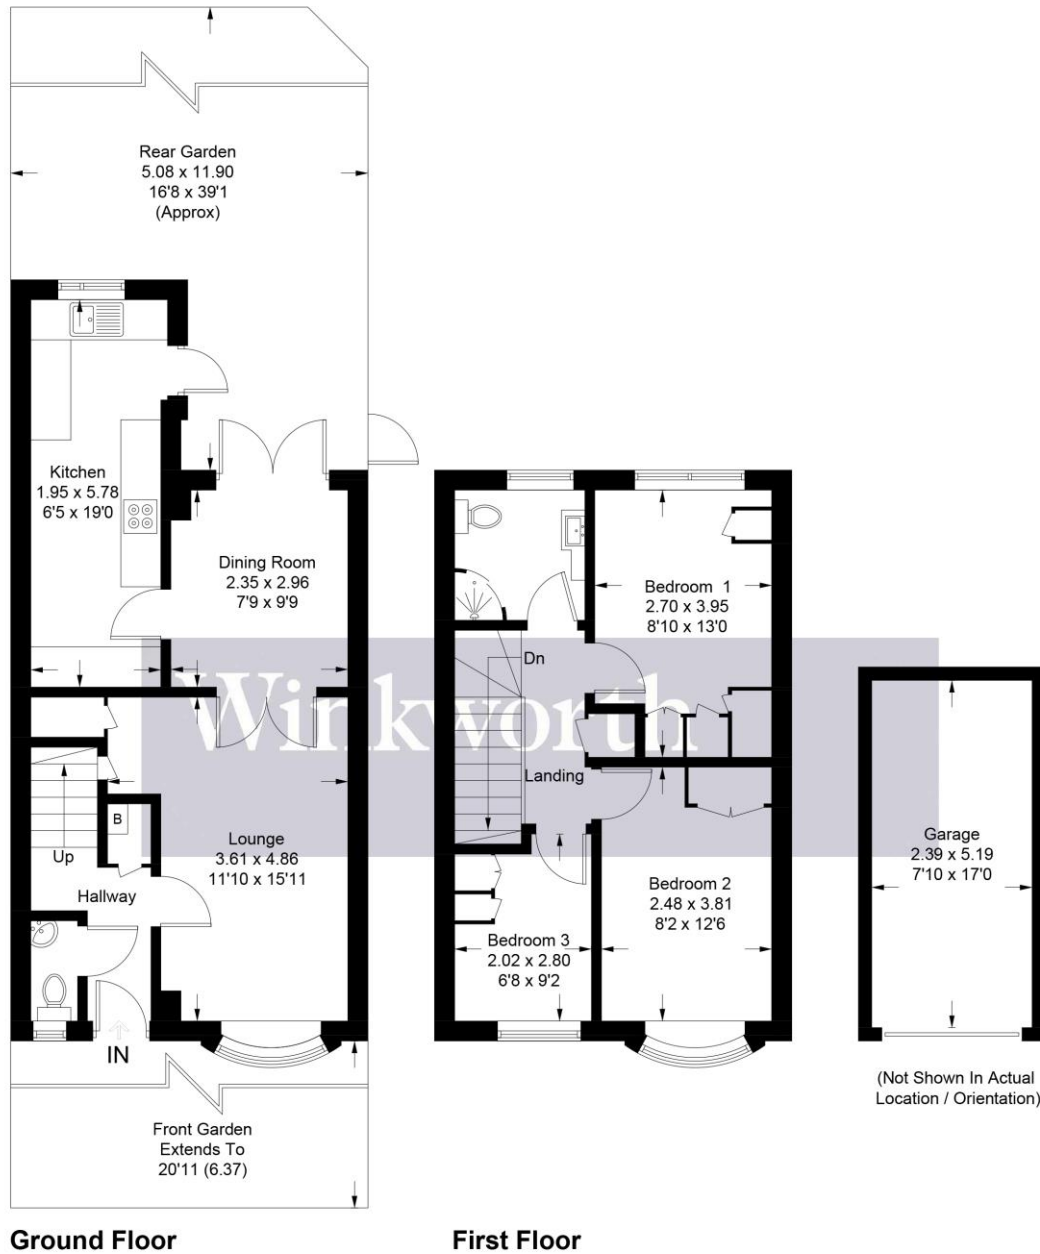 Rear Garden
5.08 x 11.90
16'8 x 39'1
(Approx)
Kitchen
1.95 x 5.78
6'5 x 19'0
Dining Room
2.35 x 2.96
7'9 x 9'9
Winkworth
B
Up
Hallway
Lounge
3.61 x 4.86
11'10 x 15'11
IN
Front Garden
Extends To
20'11 (6.37)
Ground Floor
Bedroom 1
2.70 x 3.95
8'10 x 13'0
Dn
Landing
Bedroom 2
2.48 x 3.81
8'2 x 12'6
Bedroom 3
2.02 x 2.80
6'8 x 9'2
First Floor
Garage
2.39 x 5.19
7'10 x 17'0
(Not Shown In Actual
Location / Orientation)